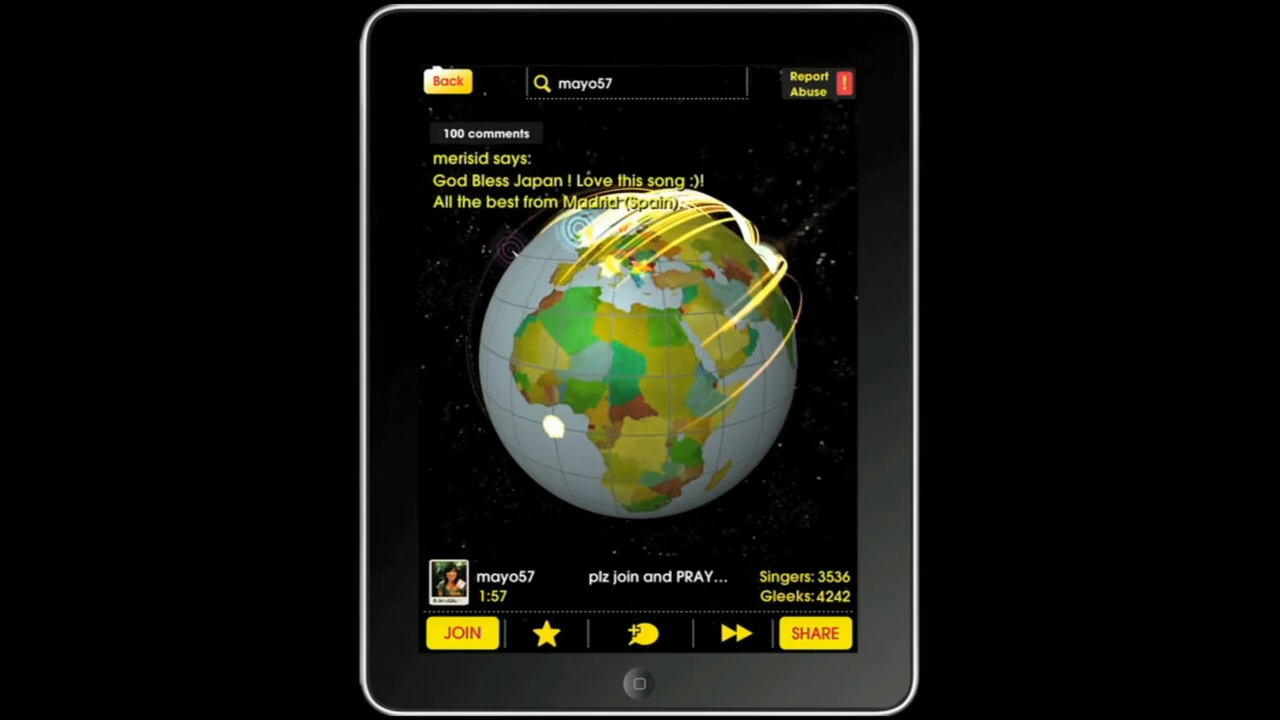 Back
mayo57
Report
Abuse
!
100 comments
merisid says:
God Bless Japan ! Love this song :)!
All the best from Madrid (Spain).
mayo57
plz join and PRAY...
Singers: 3536
1:57
Gleeks: 4242
JOIN
SHARE